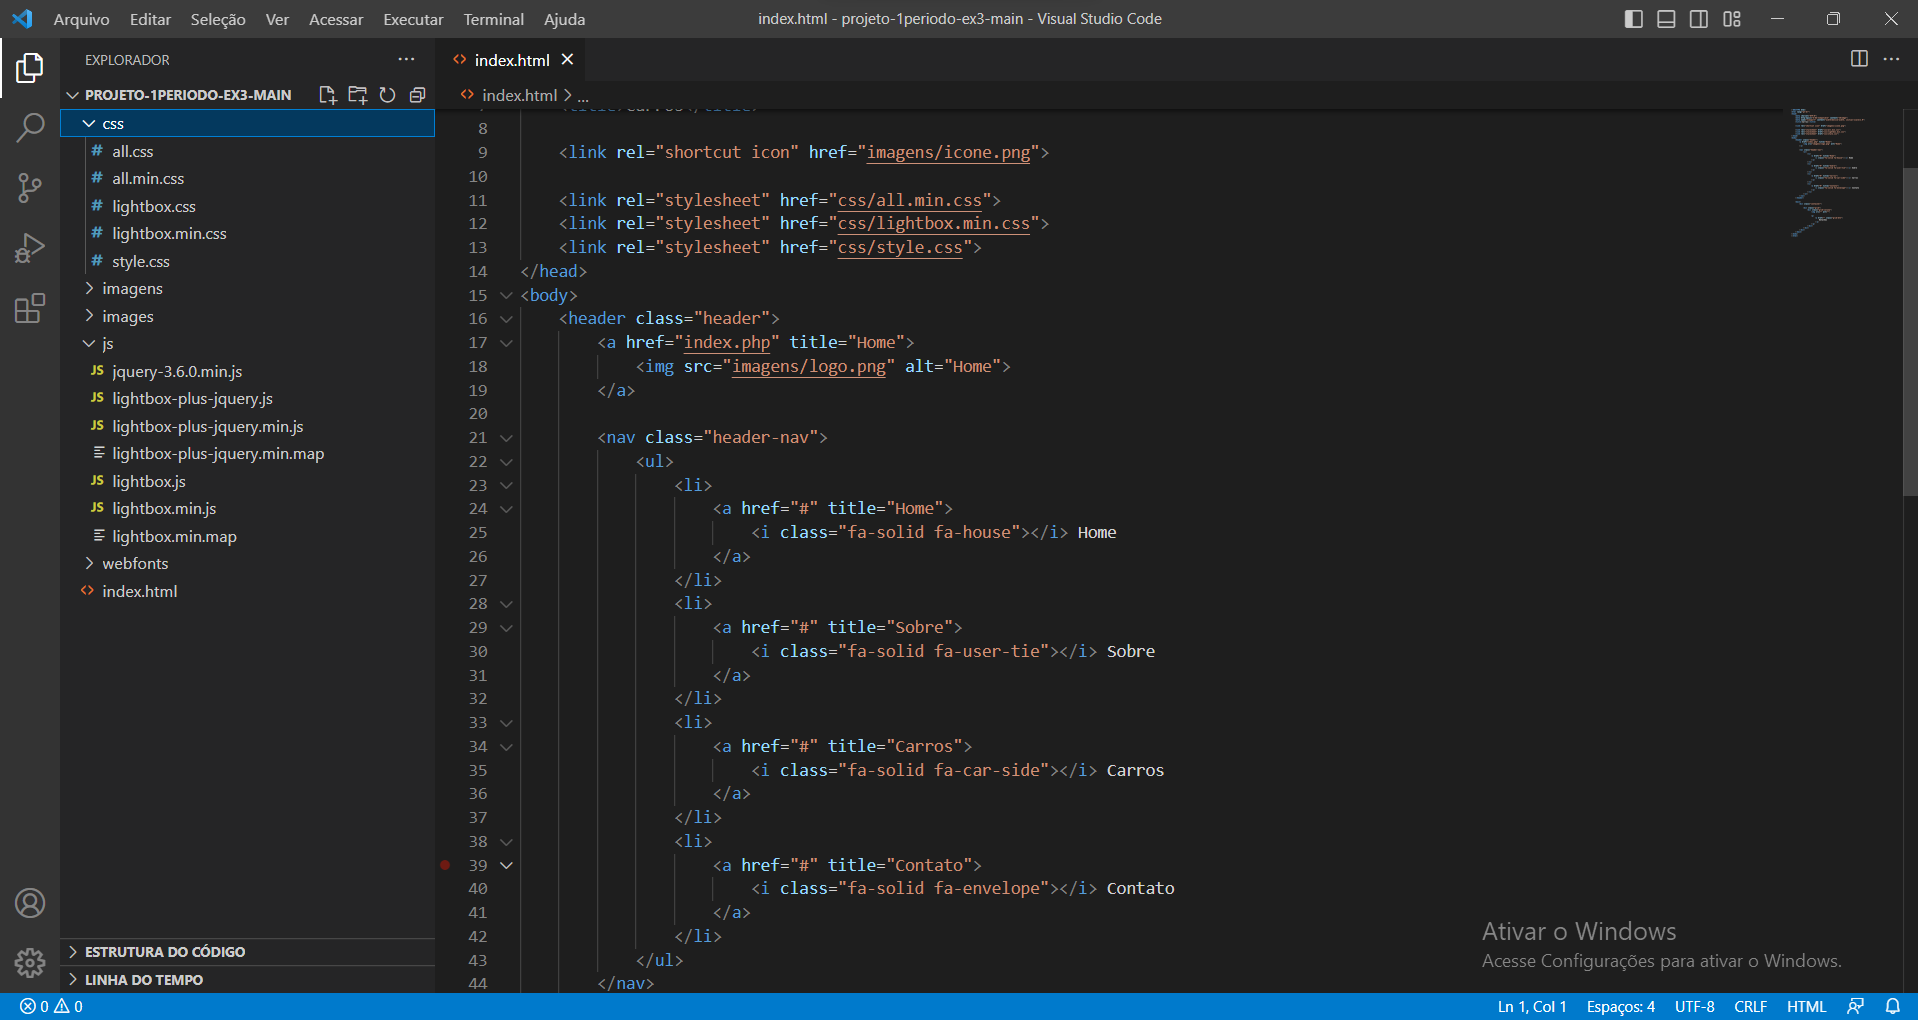 Arquivo Editar Seleção Ver Acessar Executar Terminal Ajuda
index.html - projeto-1periodo-ex3-main - Visual Studio Code
EXPLORADOR
PROJETO-1PERIODO-EX3-MAIN
css
# all.css
# all.min.css
# lightbox.css
# lightbox.min.css
# style.css
imagens
images
js
JS jquery-3.6.0.min.js
JS lightbox-plus-jquery.js
JS lightbox-plus-jquery.min.js
lightbox-plus-jquery.min.map
JS lightbox.js
JS lightbox.min.js
lightbox.min.map
webfonts
<> index.html
ESTRUTURA DO CÓDIGO
LINHA DO TEMPO
<> index.html
<> index.html > ...
8
9 <link rel="shortcut icon" href="imagens/icone.png">
10
11 <link rel="stylesheet" href="css/all.min.css">
12 <link rel="stylesheet" href="css/lightbox.min.css">
13 <link rel="stylesheet" href="css/style.css">
14 </head>
15 <body>
16 <header class="header">
17 <a href="index.php" title="Home">
18 <img src="imagens/logo.png" alt="Home">
19 </a>
20
21 <nav class="header-nav">
22 <ul>
23 <li>
24 <a href="#" title="Home">
25 <i class="fa-solid fa-house"></i> Home
26 </a>
27 </li>
28 <li>
29 <a href="#" title="Sobre">
30 <i class="fa-solid fa-user-tie"></i> Sobre
31 </a>
32 </li>
33 <li>
34 <a href="#" title="Carros">
35 <i class="fa-solid fa-car-side"></i> Carros
36 </a>
37 </li>
38 <li>
39 <a href="#" title="Contato">
40 <i class="fa-solid fa-envelope"></i> Contato
41 </a>
42 </li>
43 </ul>
44 </nav>
Ativar o Windows
Acesse Configurações para ativar o Windows.
0 0
Ln 1, Col 1 Espaços: 4 UTF-8 CRLF HTML